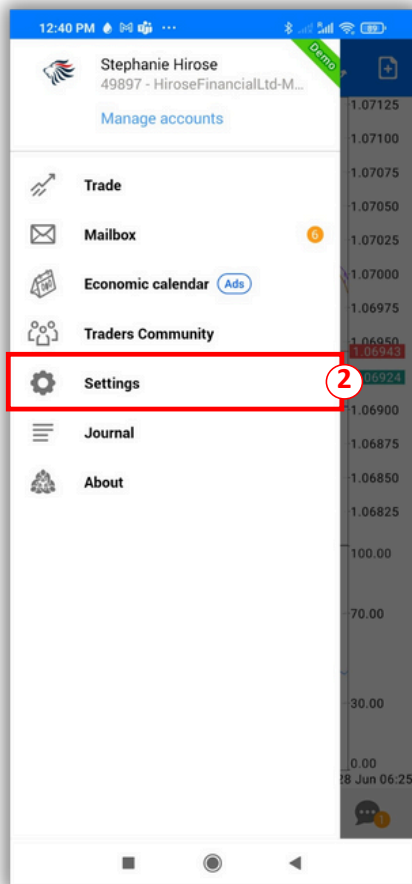 12:40 PM ... 89
Demo
Stephanie Hirose
49897 - HiroseFinancialLtd-M...
Manage accounts
Trade
Mailbox 6
Economic calendar Ads
Traders Community
Settings 2
Journal
About
1.07125
1.07100
1.07075
1.07050
1.07025
1.07000
1.06975
1.06950
1.06943
06924
1.06900
1.06875
1.06850
1.06825
100.00
70.00
30.00
0.00
28 Jun 06:25
1